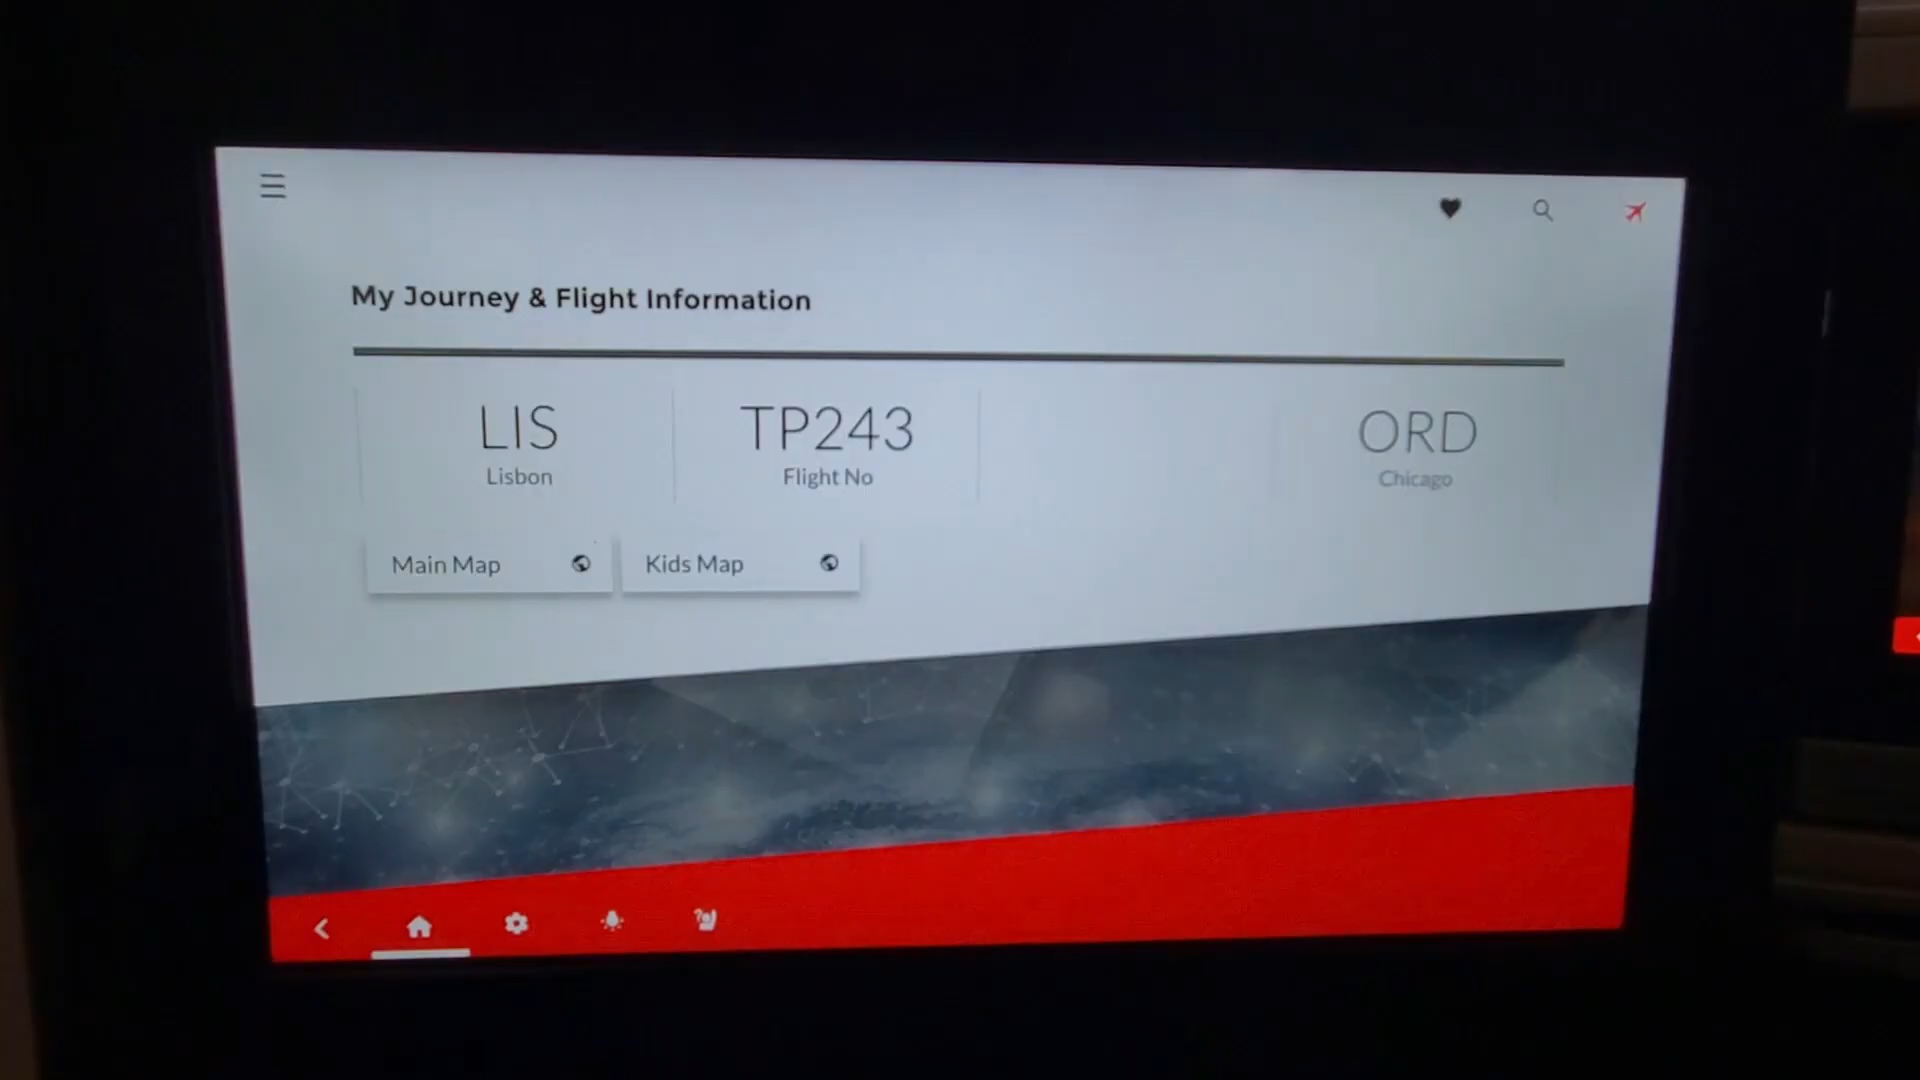 My Journey & Flight Information
LIS
Lisbon
TP243
Flight No
ORD
Chicago
Main Map
Kids Map